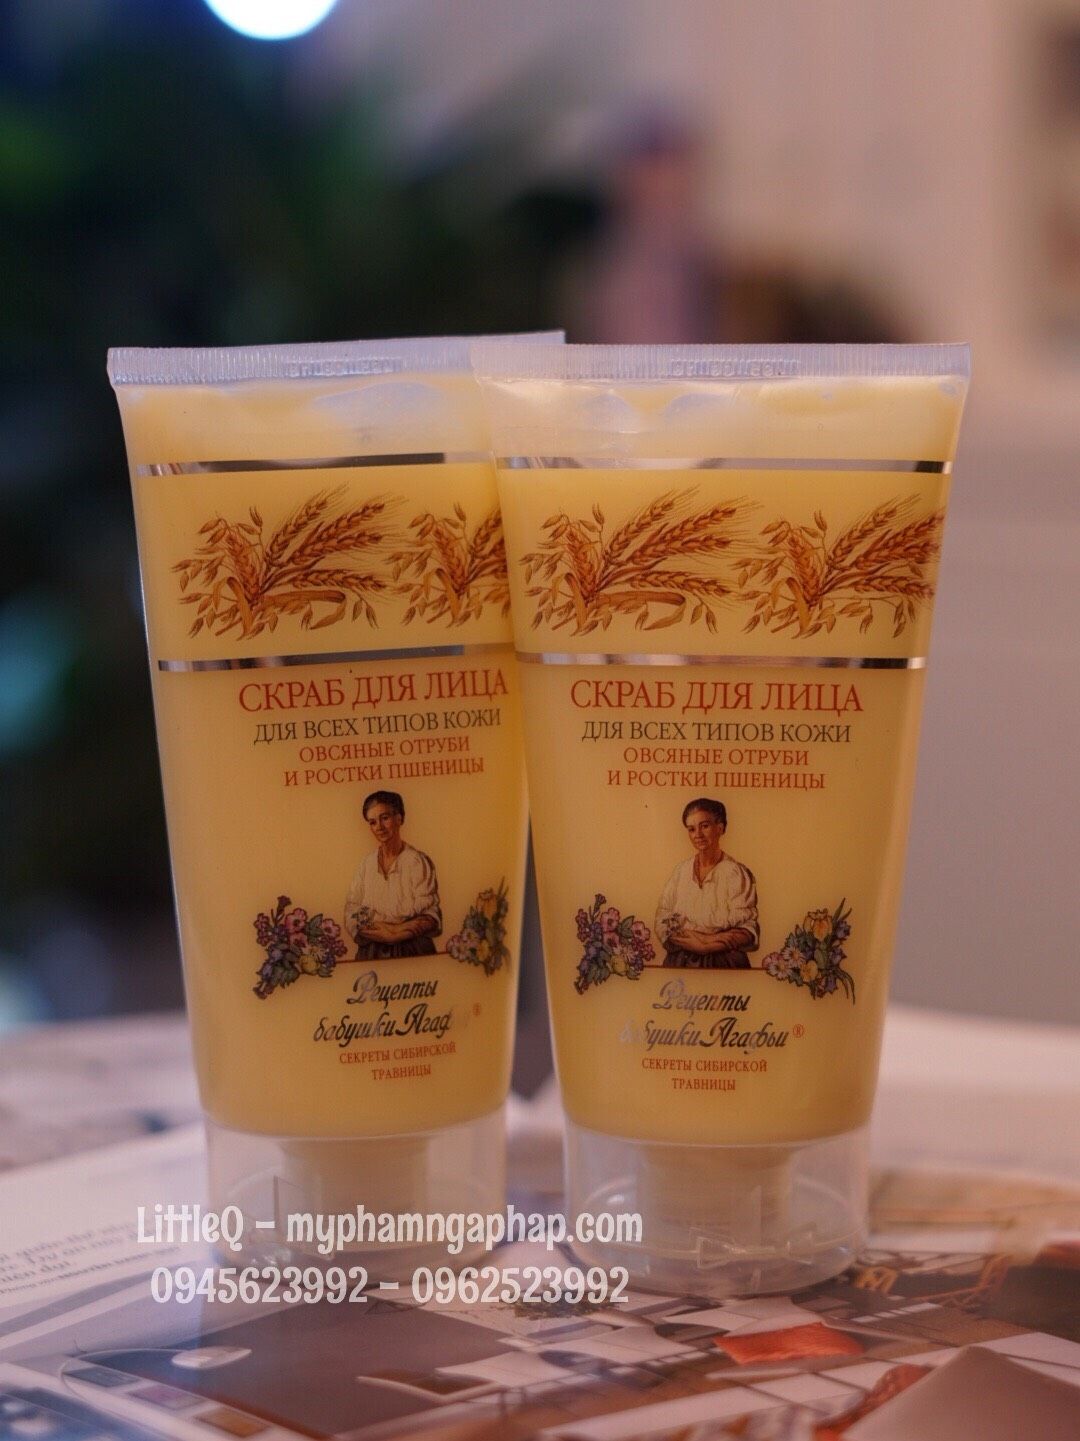 СКРАБ ДЛЯ ЛИЦА
ДЛЯ ВСЕХ ТИПОВ КОЖИ
ОВСЯНЫЕ ОТРУБИ
И РОСТКИ ПШЕНИЦЫ
Рецепты
бабушки Агафьи®
СЕКРЕТЫ СИБИРСКОЙ
ТРАВНИЦЫ
СКРАБ ДЛЯ ЛИЦА
ДЛЯ ВСЕХ ТИПОВ КОЖИ
ОВСЯНЫЕ ОТРУБИ
И РОСТКИ ПШЕНИЦЫ
Рецепты
бабушки Агафьи®
СЕКРЕТЫ СИБИРСКОЙ
ТРАВНИЦЫ
LittleQ – myphamngaphap.com
0945623992 – 0962523992